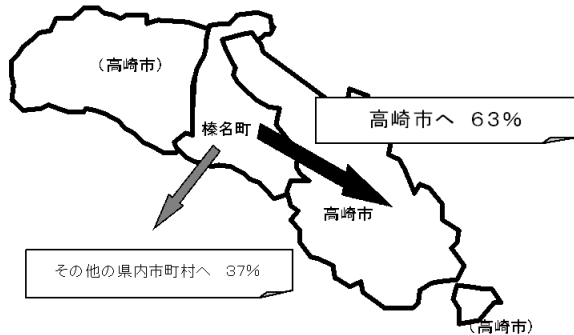 （高崎市）
高崎市へ 63%
榛名町
高崎市
その他の県内市町村へ 37%
（高崎市）